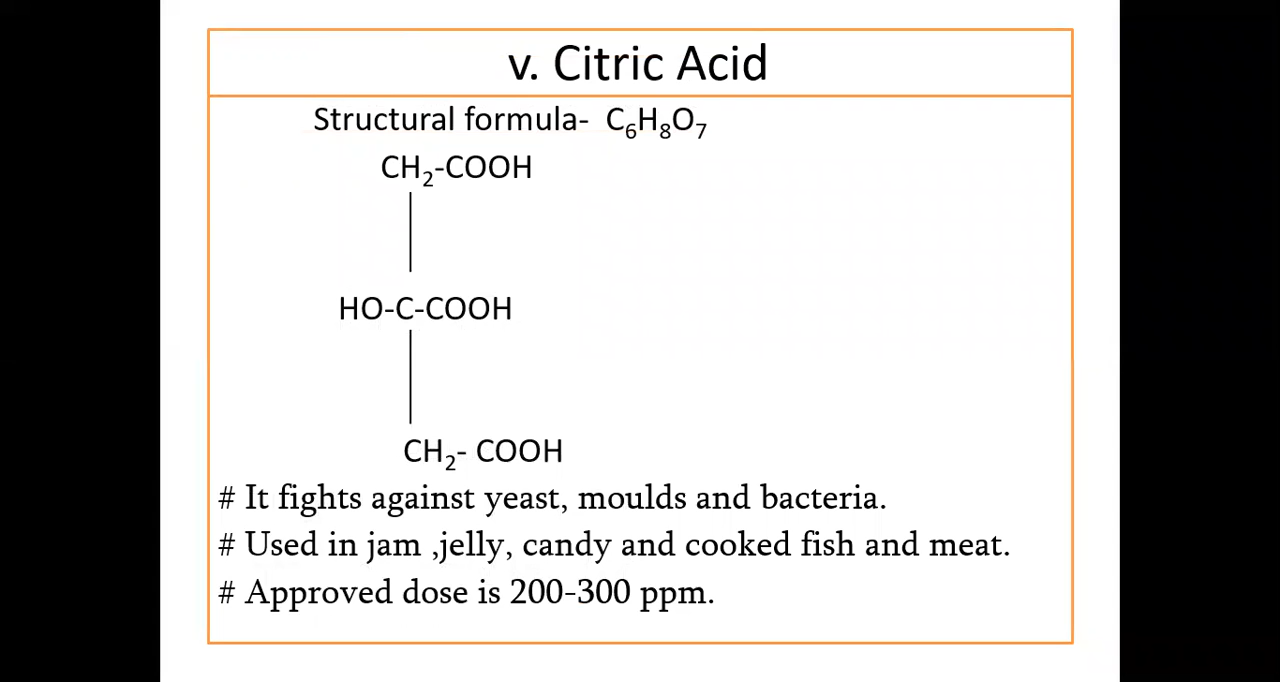 v. Citric Acid
Structural formula- C₆H₈O₇
CH₂-COOH
HO-C-COOH
CH₂- COOH
# It fights against yeast, moulds and bacteria.
# Used in jam ,jelly, candy and cooked fish and meat.
# Approved dose is 200-300 ppm.